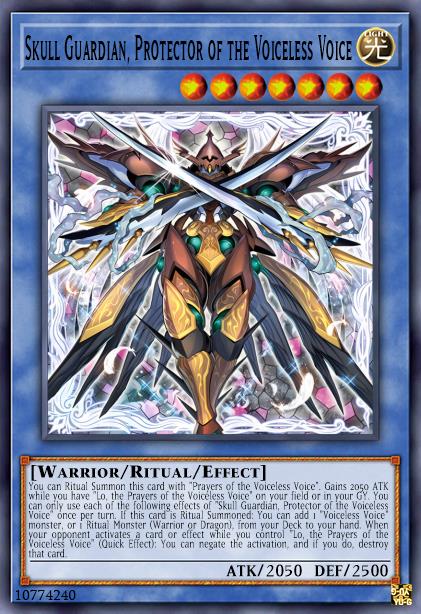 Skull Guardian, Protector of the Voiceless Voice
LIGHT
光
[Warrior/Ritual/Effect]
You can Ritual Summon this card with "Prayers of the Voiceless Voice". Gains 2050 ATK
while you have "Lo, the Prayers of the Voiceless Voice" on your field or in your GY. You
can only use each of the following effects of "Skull Guardian, Protector of the Voiceless
Voice" once per turn. If this card is Ritual Summoned: You can add 1 "Voiceless Voice"
monster, or 1 Ritual Monster (Warrior or Dragon), from your Deck to your hand. When
your opponent activates a card or effect while you control "Lo, the Prayers of the
Voiceless Voice" (Quick Effect): You can negate the activation, and if you do, destroy
that card.
ATK/2050 DEF/2500
10774240